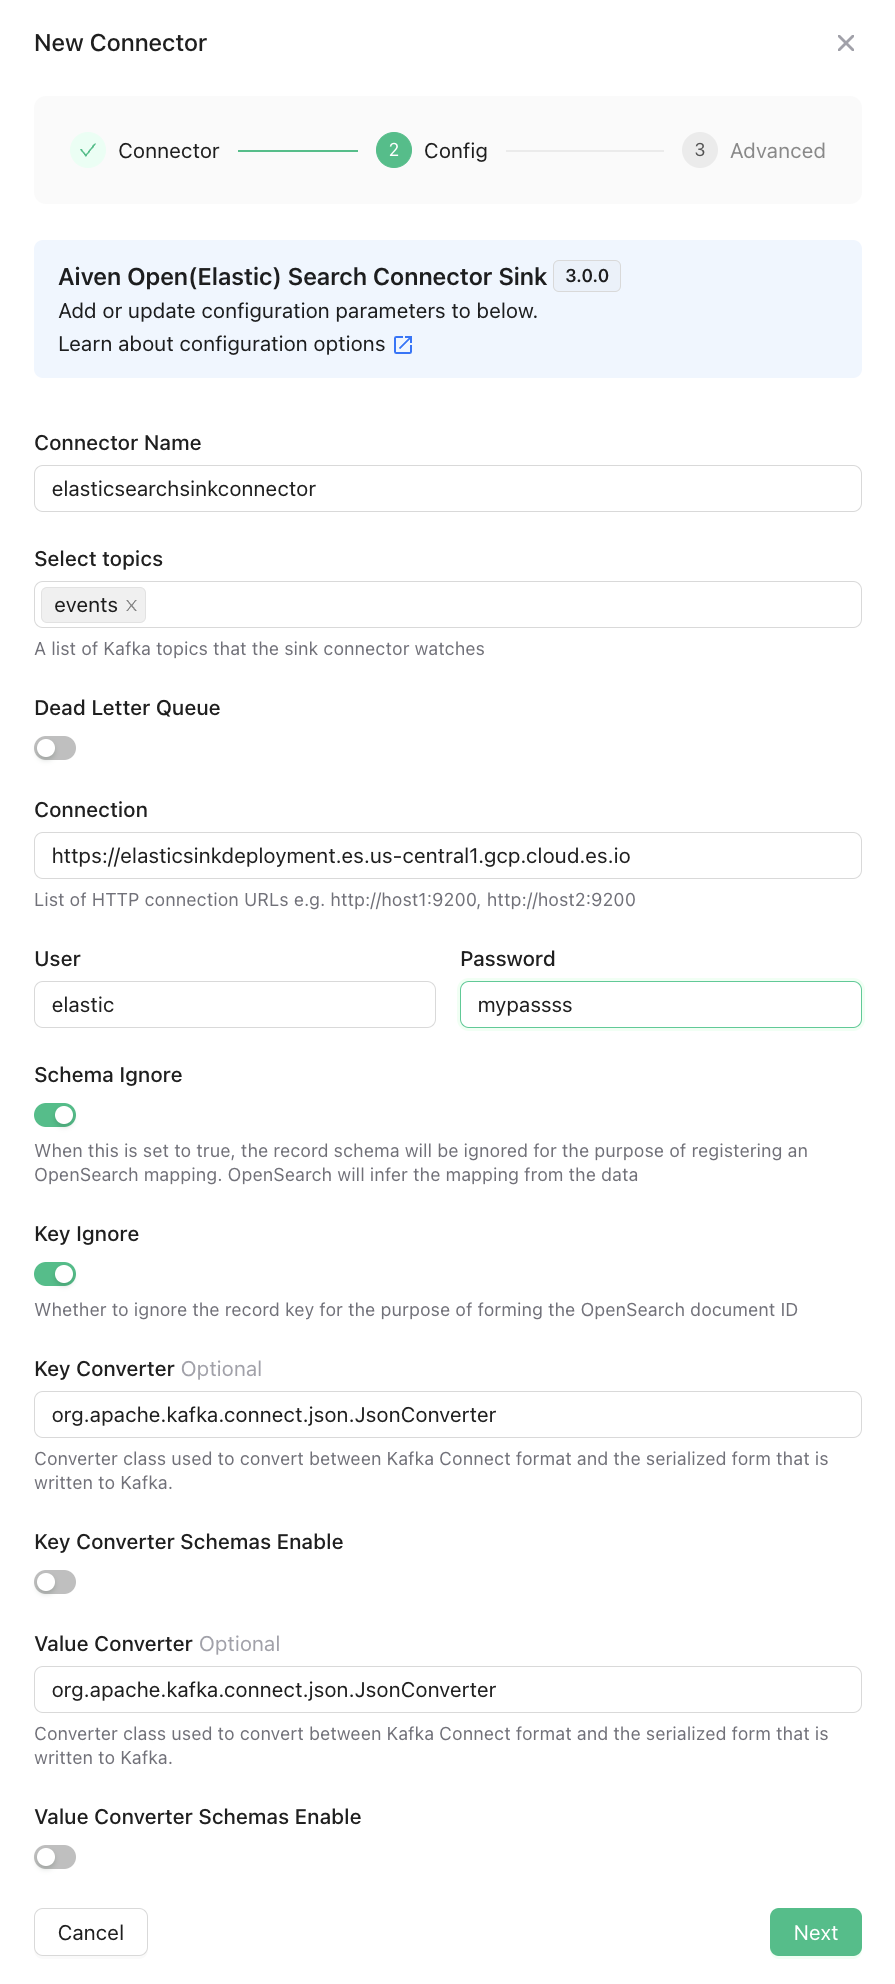 New Connector
Connector
2 Config
3 Advanced
Aiven Open(Elastic) Search Connector Sink 3.0.0
Add or update configuration parameters to below.
Learn about configuration options
Connector Name
elasticsearchsinkconnector
Select topics
events
A list of Kafka topics that the sink connector watches
Dead Letter Queue
Connection
https://elasticsinkdeployment.es.us-central1.gcp.cloud.es.io
List of HTTP connection URLs e.g. http://host1:9200, http://host2:9200
User
elastic
Password
mypassss
Schema Ignore
When this is set to true, the record schema will be ignored for the purpose of registering an
OpenSearch mapping. OpenSearch will infer the mapping from the data
Key Ignore
Whether to ignore the record key for the purpose of forming the OpenSearch document ID
Key Converter Optional
org.apache.kafka.connect.json.JsonConverter
Converter class used to convert between Kafka Connect format and the serialized form that is
written to Kafka.
Key Converter Schemas Enable
Value Converter Optional
org.apache.kafka.connect.json.JsonConverter
Converter class used to convert between Kafka Connect format and the serialized form that is
written to Kafka.
Value Converter Schemas Enable
Cancel
Next